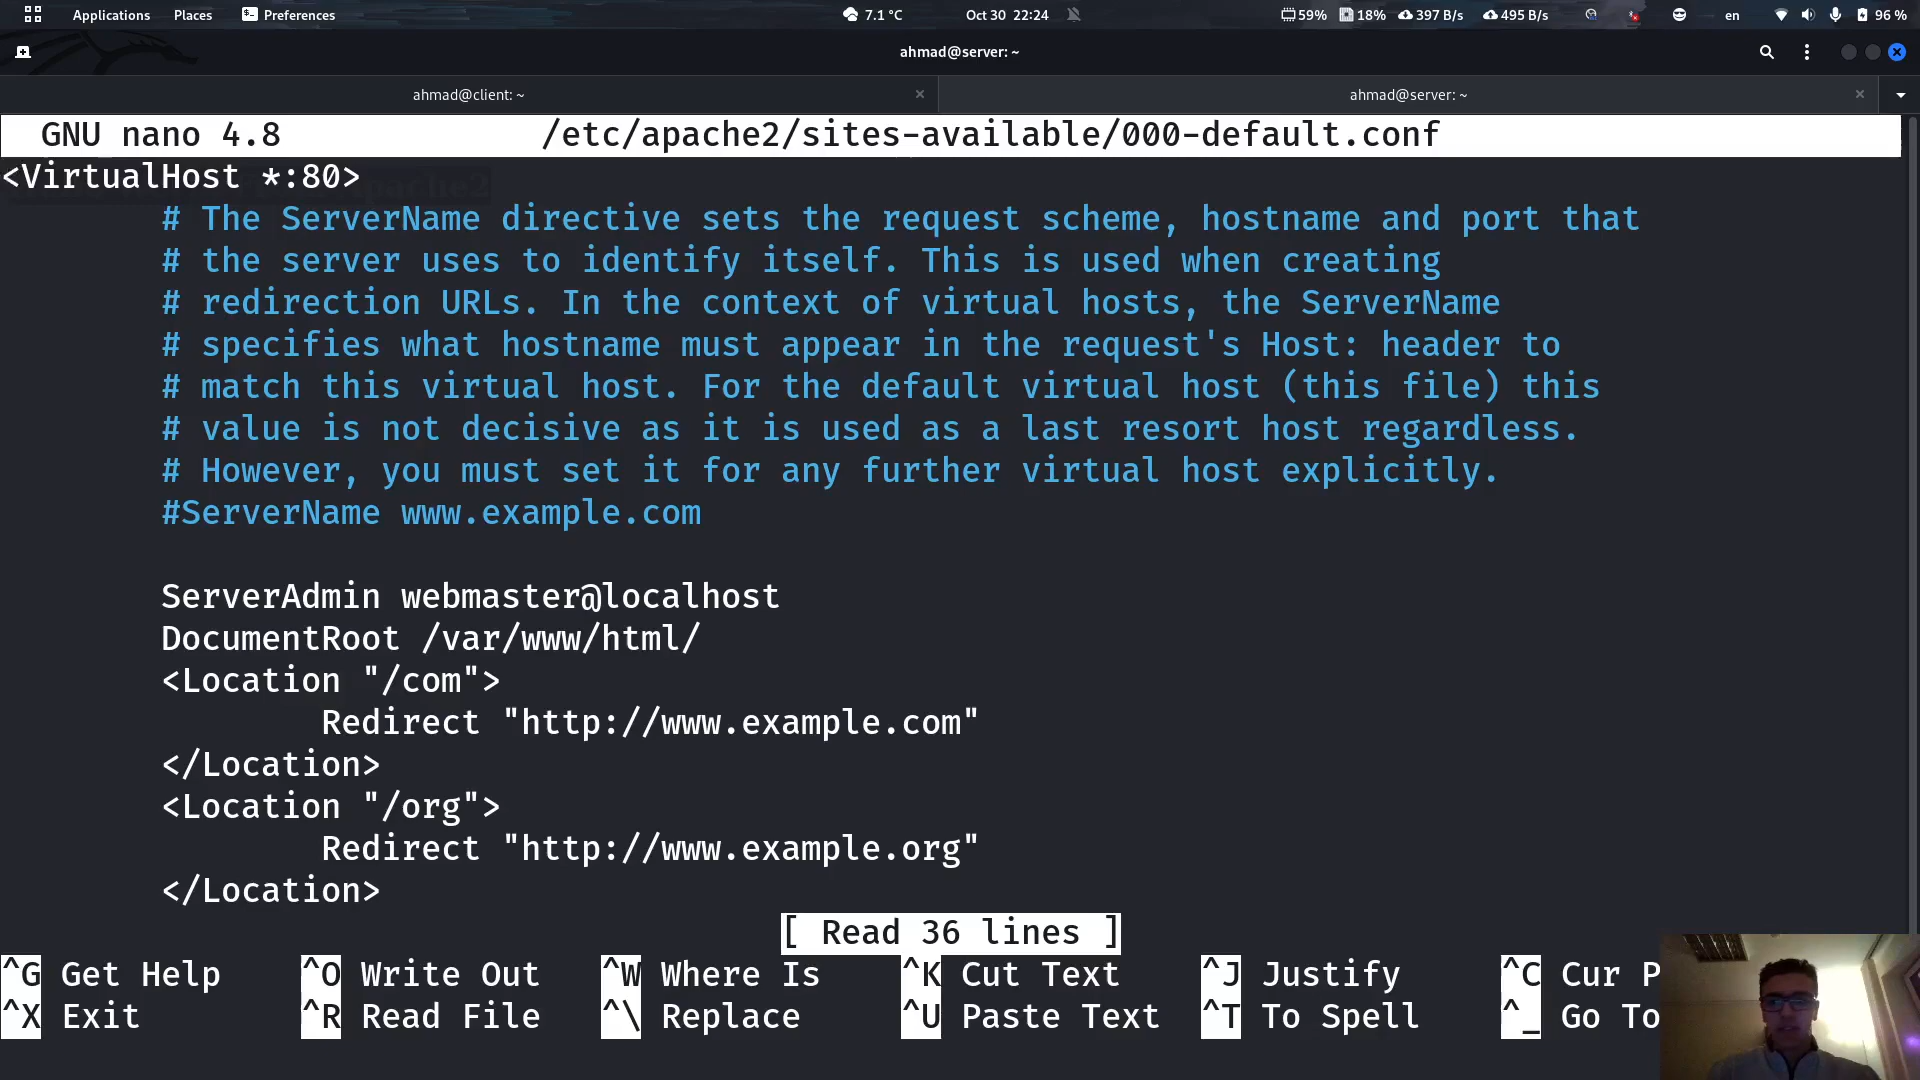 Applications Places Preferences 7.1 °C Oct 30 22:24 59% 18% 397 B/s 495 B/s en 96 %
ahmad@server: ~
ahmad@client: ~ ahmad@server: ~
GNU nano 4.8 /etc/apache2/sites-available/000-default.conf
<VirtualHost *:80>
# The ServerName directive sets the request scheme, hostname and port that
# the server uses to identify itself. This is used when creating
# redirection URLs. In the context of virtual hosts, the ServerName
# specifies what hostname must appear in the request's Host: header to
# match this virtual host. For the default virtual host (this file) this
# value is not decisive as it is used as a last resort host regardless.
# However, you must set it for any further virtual host explicitly.
#ServerName www.example.com
ServerAdmin webmaster@localhost
DocumentRoot /var/www/html/
<Location "/com">
Redirect "http://www.example.com"
</Location>
<Location "/org">
Redirect "http://www.example.org"
</Location>
[ Read 36 lines ]
^G Get Help ^O Write Out ^W Where Is ^K Cut Text ^J Justify ^C Cur P
^X Exit ^R Read File ^\ Replace ^U Paste Text ^T To Spell ^_ Go To